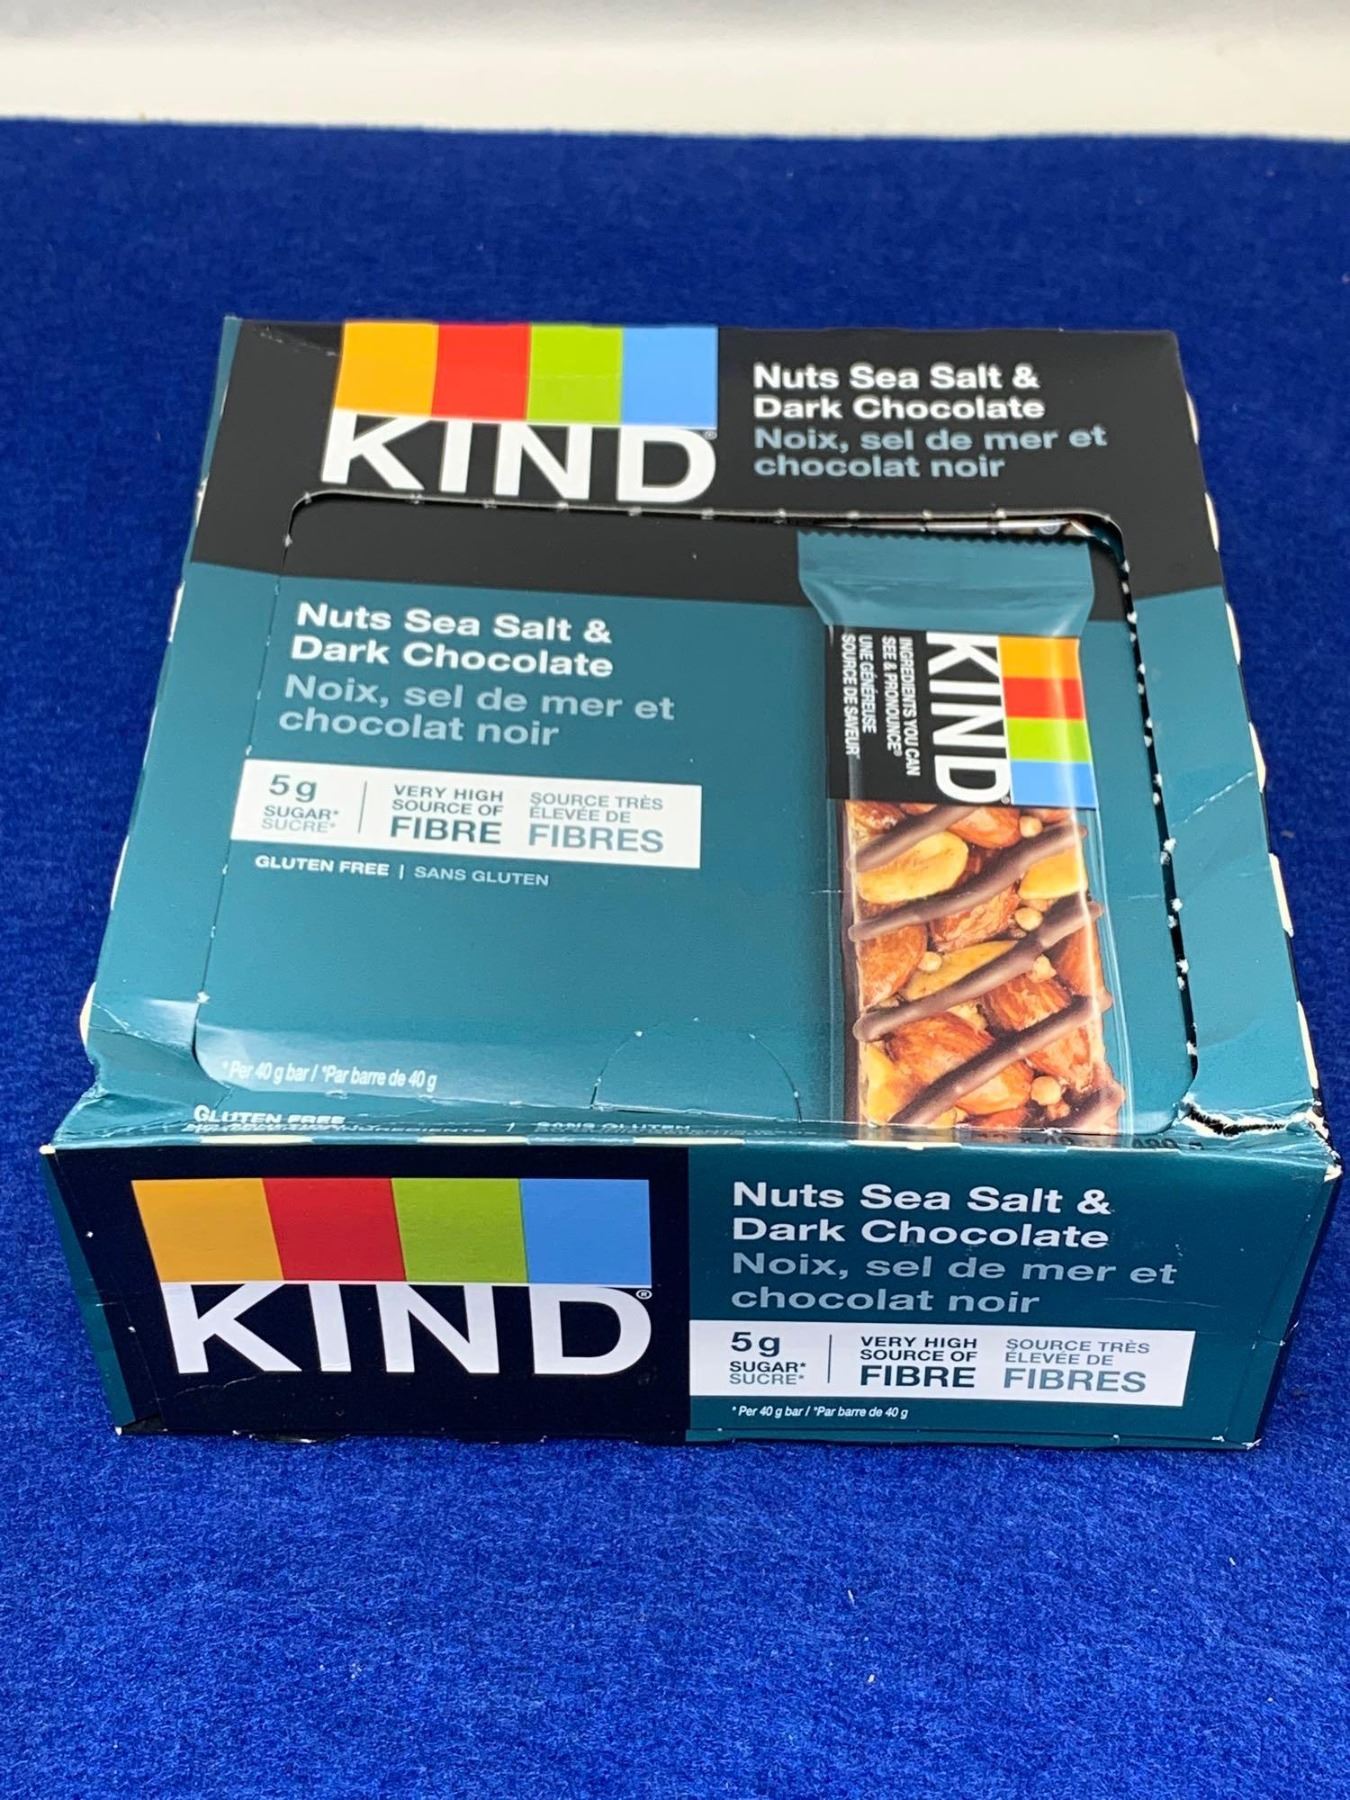 KIND®
Nuts Sea Salt &
Dark Chocolate
Noix, sel de mer et
chocolat noir
Nuts Sea Salt &
Dark Chocolate
Noix, sel de mer et
chocolat noir
5 g
SUGAR*
SUCRE*
VERY HIGH
SOURCE OF
FIBRE
SOURCE TRÈS
ÉLEVÉE DE
FIBRES
GLUTEN FREE | SANS GLUTEN
KIND
INGREDIENTS YOU CAN
SEE & PRONOUNCE®
UNE GÉNÉREUSE
SOURCE DE SAVEUR
*Per 40 g bar / *Par barre de 40 g
GLUTEN FREE
SANS GLUTEN
KIND®
Nuts Sea Salt &
Dark Chocolate
Noix, sel de mer et
chocolat noir
5 g
SUGAR*
SUCRE*
VERY HIGH
SOURCE OF
FIBRE
SOURCE TRÈS
ÉLEVÉE DE
FIBRES
*Per 40 g bar / *Par barre de 40 g